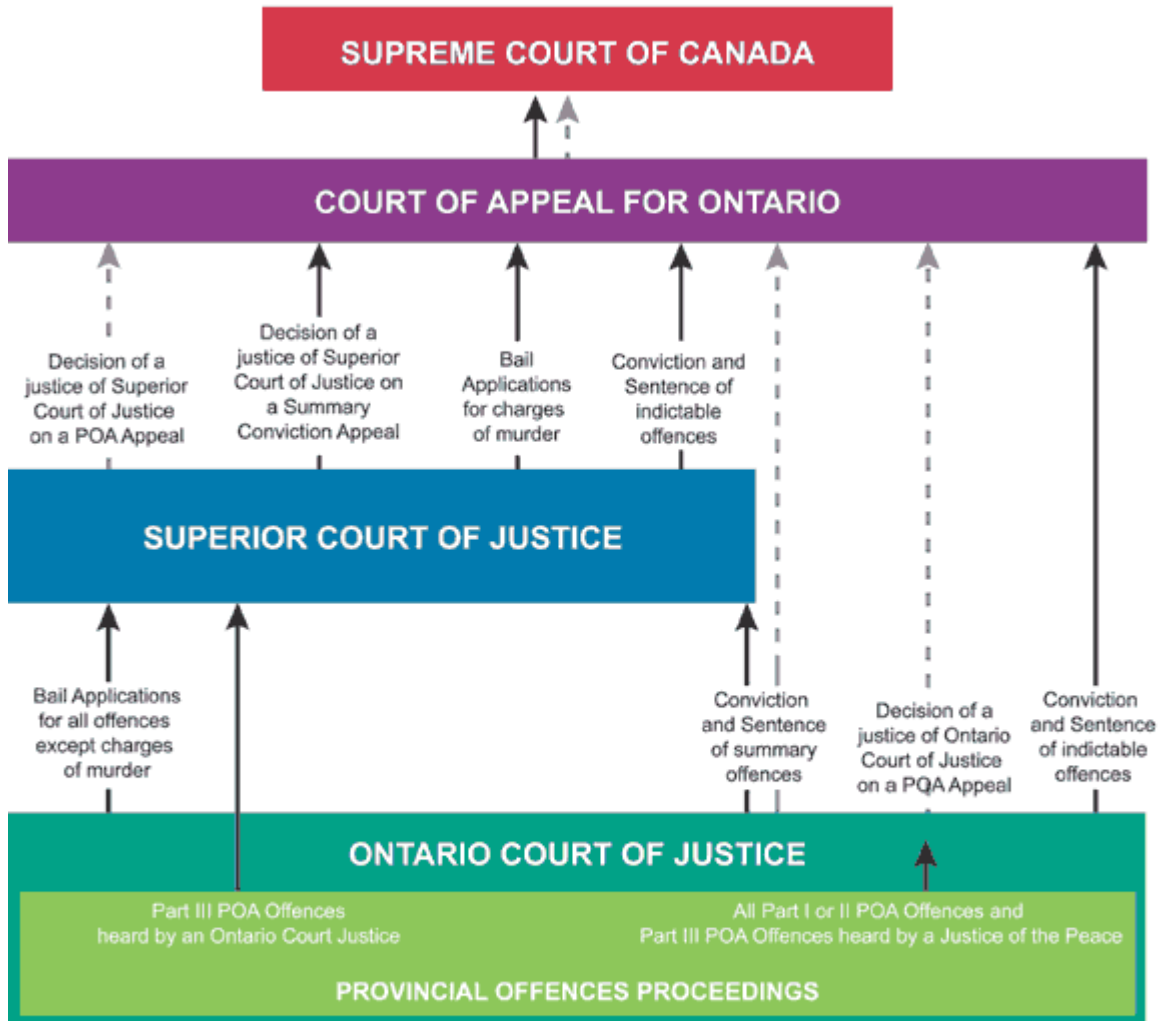 SUPREME COURT OF CANADA
COURT OF APPEAL FOR ONTARIO
Decision of a
justice of Superior
Court of Justice
on a POA Appeal
Decision of a
justice of Superior
Court of Justice on
a Summary
Conviction Appeal
Bail
Applications
for charges
of murder
Conviction and
Sentence of
indictable
offences
SUPERIOR COURT OF JUSTICE
Bail Applications
for all offences
except charges
of murder
Conviction
and Sentence
of summary
offences
Decision of a
justice of Ontario
Court of Justice
on a POA Appeal
Conviction
and Sentence
of indictable
offences
ONTARIO COURT OF JUSTICE
Part III POA Offences
heard by an Ontario Court Justice
All Part I or II POA Offences and
Part III POA Offences heard by a Justice of the Peace
PROVINCIAL OFFENCES PROCEEDINGS